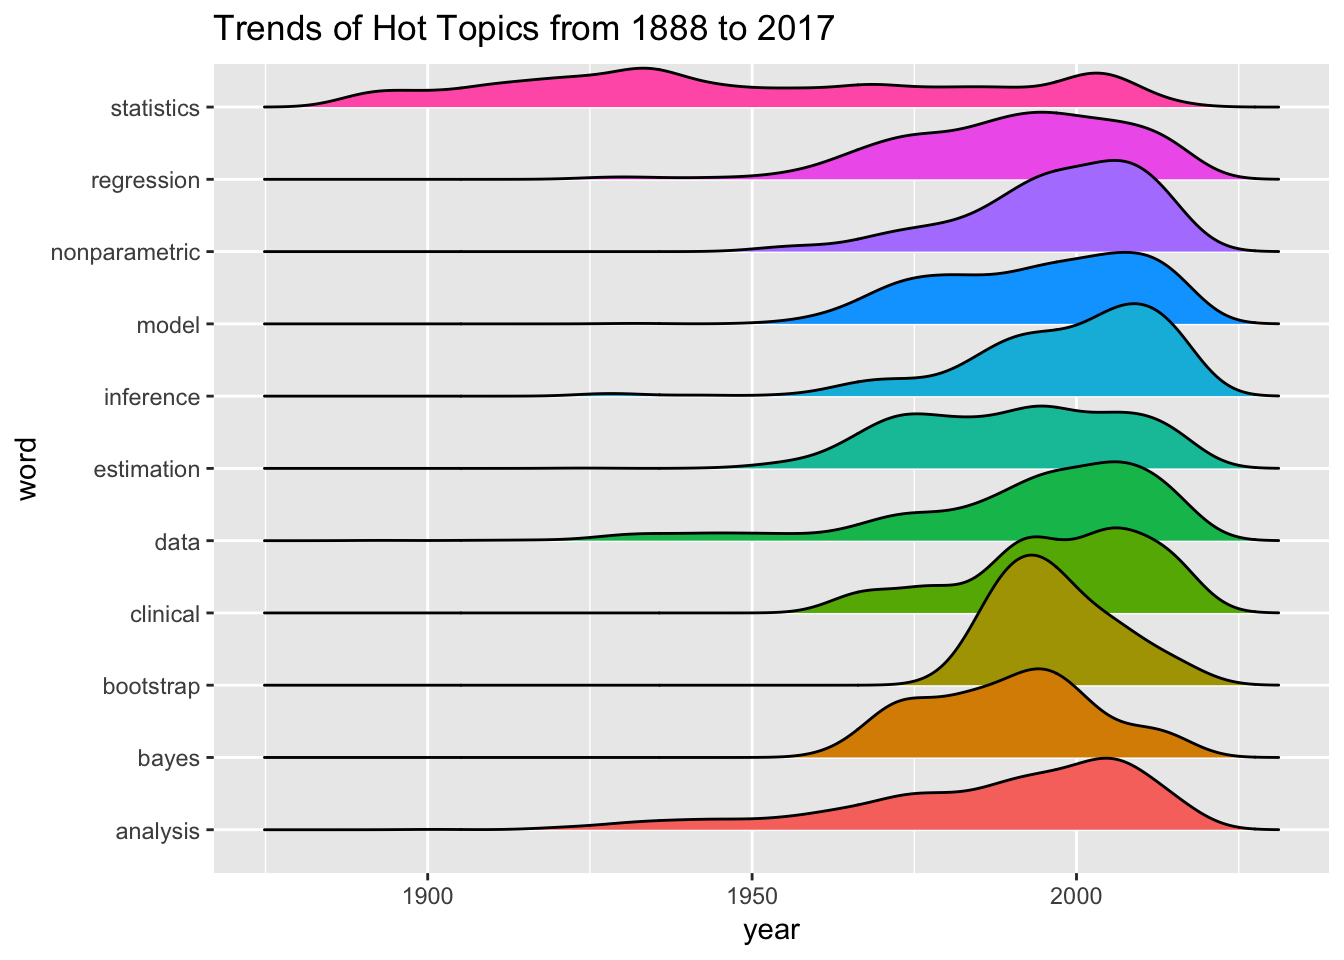 Trends of Hot Topics from 1888 to 2017
statistics
regression
nonparametric
model
inference
estimation
data
clinical
bootstrap
bayes
analysis
word
1900
1950
2000
year